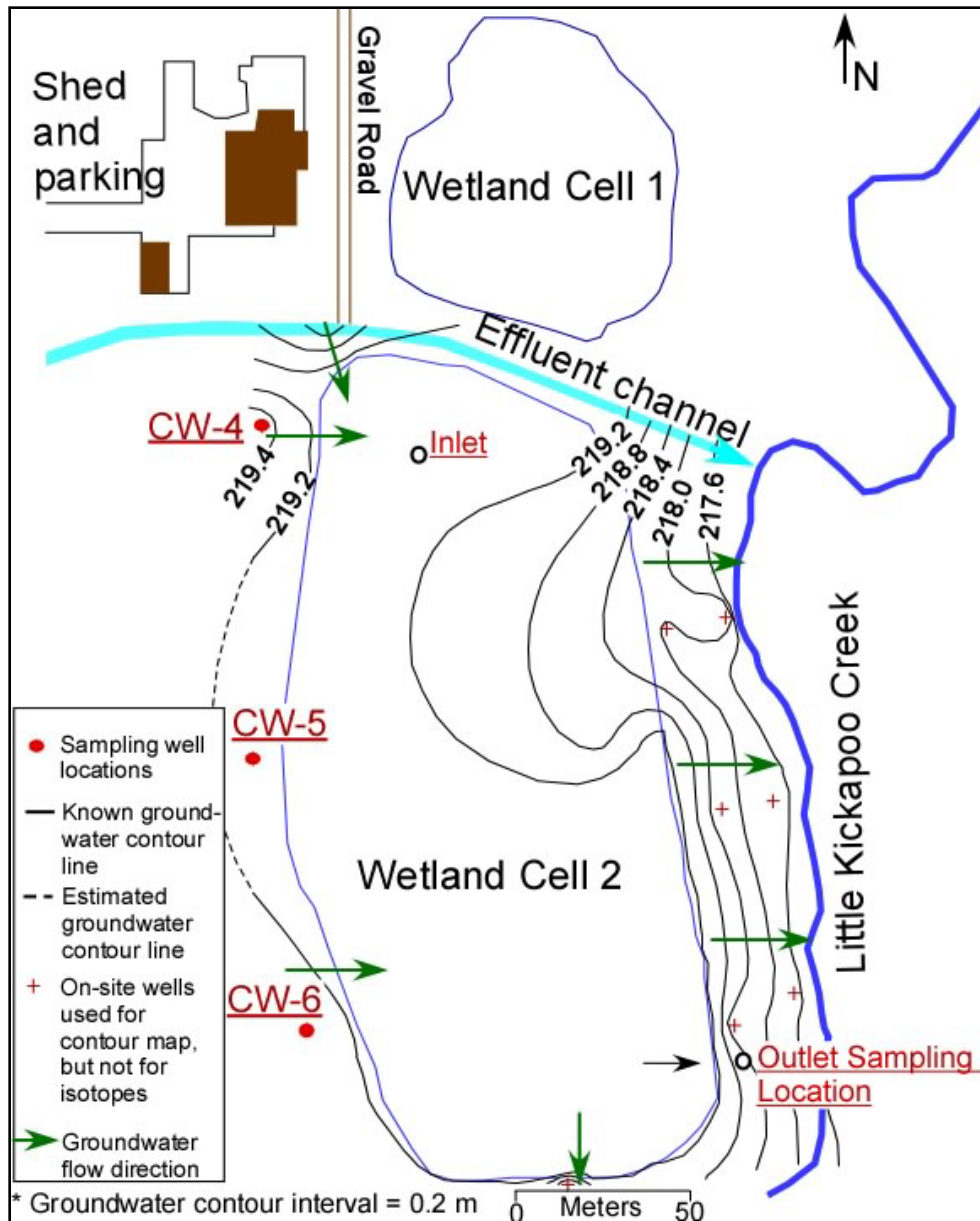 Shed
and
parking
Gravel Road
Wetland Cell 1
N
Effluent channel
CW-4
Inlet
219.4
219.2
219.2
218.8
218.4
218.0
217.6
CW-5
Little Kickapoo Creek
Wetland Cell 2
CW-6
Outlet Sampling
Location
Sampling well
locations
Known ground-
water contour
line
Estimated
groundwater
contour line
On-site wells
used for
contour map,
but not for
isotopes
Groundwater
flow direction
* Groundwater contour interval = 0.2 m
0 Meters 50